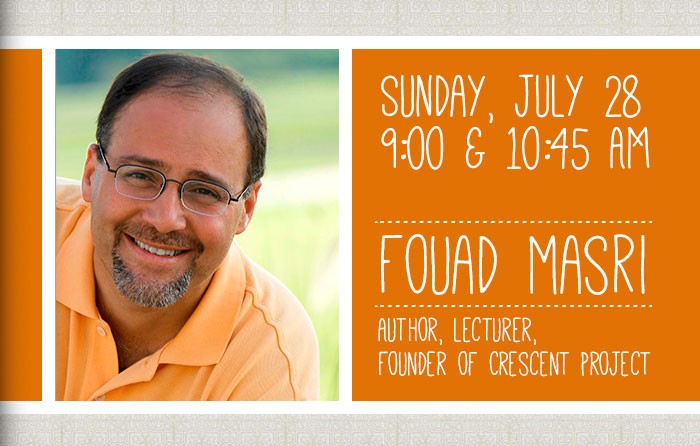 SUNDAY, JULY 28
9:00 & 10:45 AM
FOUAD MASRI
AUTHOR, LECTURER,
FOUNDER OF CRESCENT PROJECT